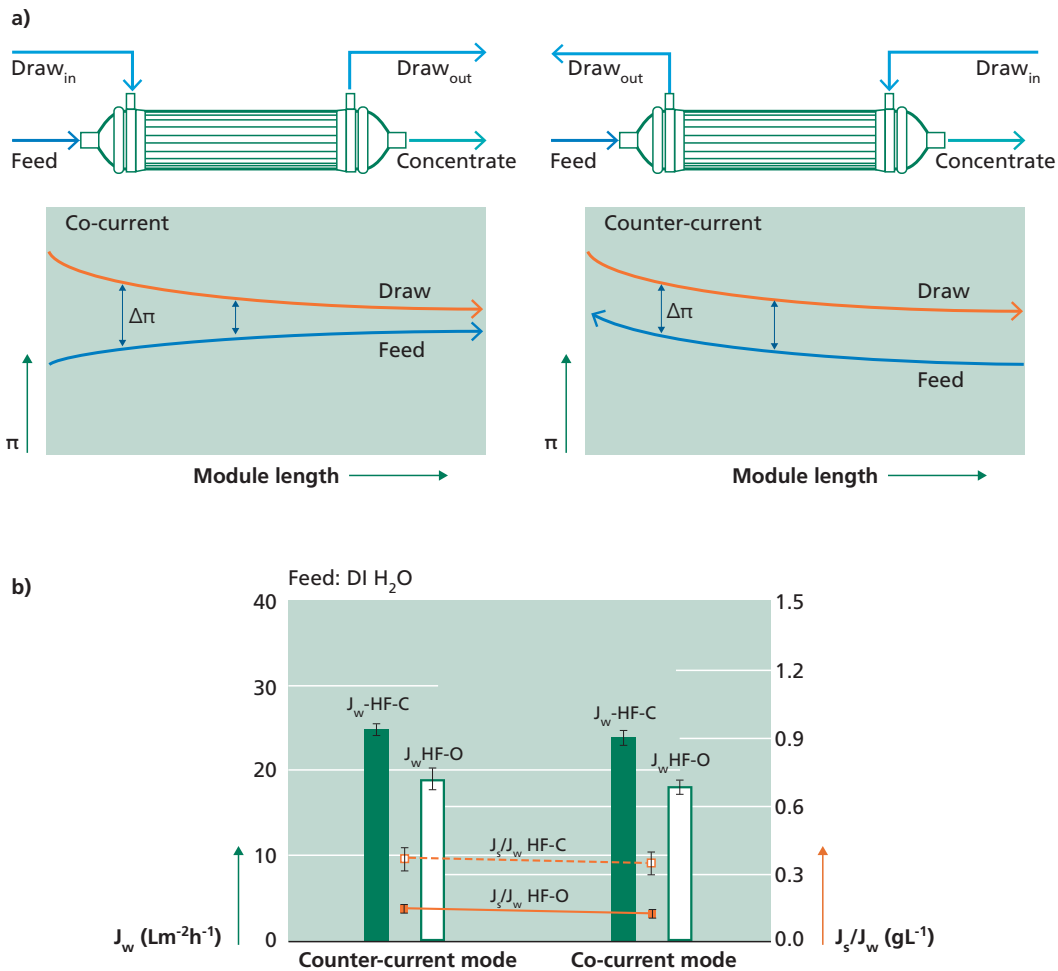 a)
Draw_in
Draw_out
Feed
Concentrate
Draw_out
Draw_in
Feed
Concentrate
Co-current
Draw
Δπ
Feed
π
Module length
Counter-current
Draw
Δπ
Feed
π
Module length
b)
Feed: DI H₂O
40
30
20
10
0
1.5
1.2
0.9
0.6
0.3
0.0
J_w-HF-C
J_wHF-O
J_w-HF-C
J_wHF-O
J_s/J_w HF-C
J_s/J_w HF-O
J_w (Lm⁻²h⁻¹)
J_s/J_w (gL⁻¹)
Counter-current mode
Co-current mode